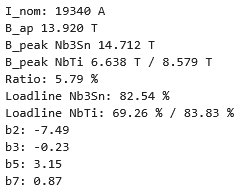 I_nom: 19340 A
B_ap 13.920 T
B_peak Nb3Sn 14.712 T
B_peak NbTi 6.638 T / 8.579 T
Ratio: 5.79 %
Loadline Nb3Sn: 82.54 %
Loadline NbTi: 69.26 % / 83.83 %
b2: -7.49
b3: -0.23
b5: 3.15
b7: 0.87